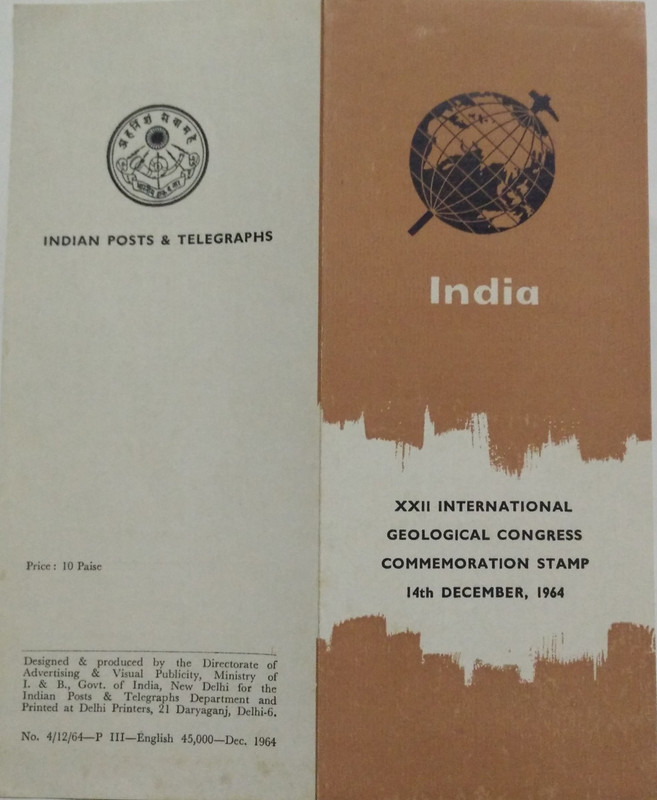 अहर्निशं सेवामहे
INDIAN POSTS & TELEGRAPHS
Price : 10 Paise
Designed & produced by the Directorate of
Advertising & Visual Publicity, Ministry of
I. & B., Govt. of India, New Delhi for the
Indian Posts & Telegraphs Department and
Printed at Delhi Printers, 21 Daryaganj, Delhi-6.
No. 4/12/64—P III—English 45,000—Dec. 1964
India
XXII INTERNATIONAL
GEOLOGICAL CONGRESS
COMMEMORATION STAMP
14th DECEMBER, 1964